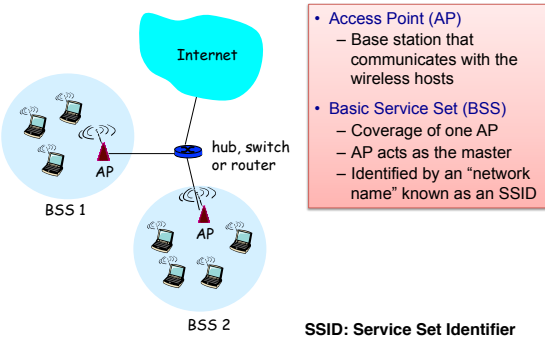 Internet
hub, switch
or router
AP
BSS 1
AP
BSS 2
• Access Point (AP)
– Base station that
communicates with the
wireless hosts
• Basic Service Set (BSS)
– Coverage of one AP
– AP acts as the master
– Identified by an “network
name” known as an SSID
SSID: Service Set Identifier